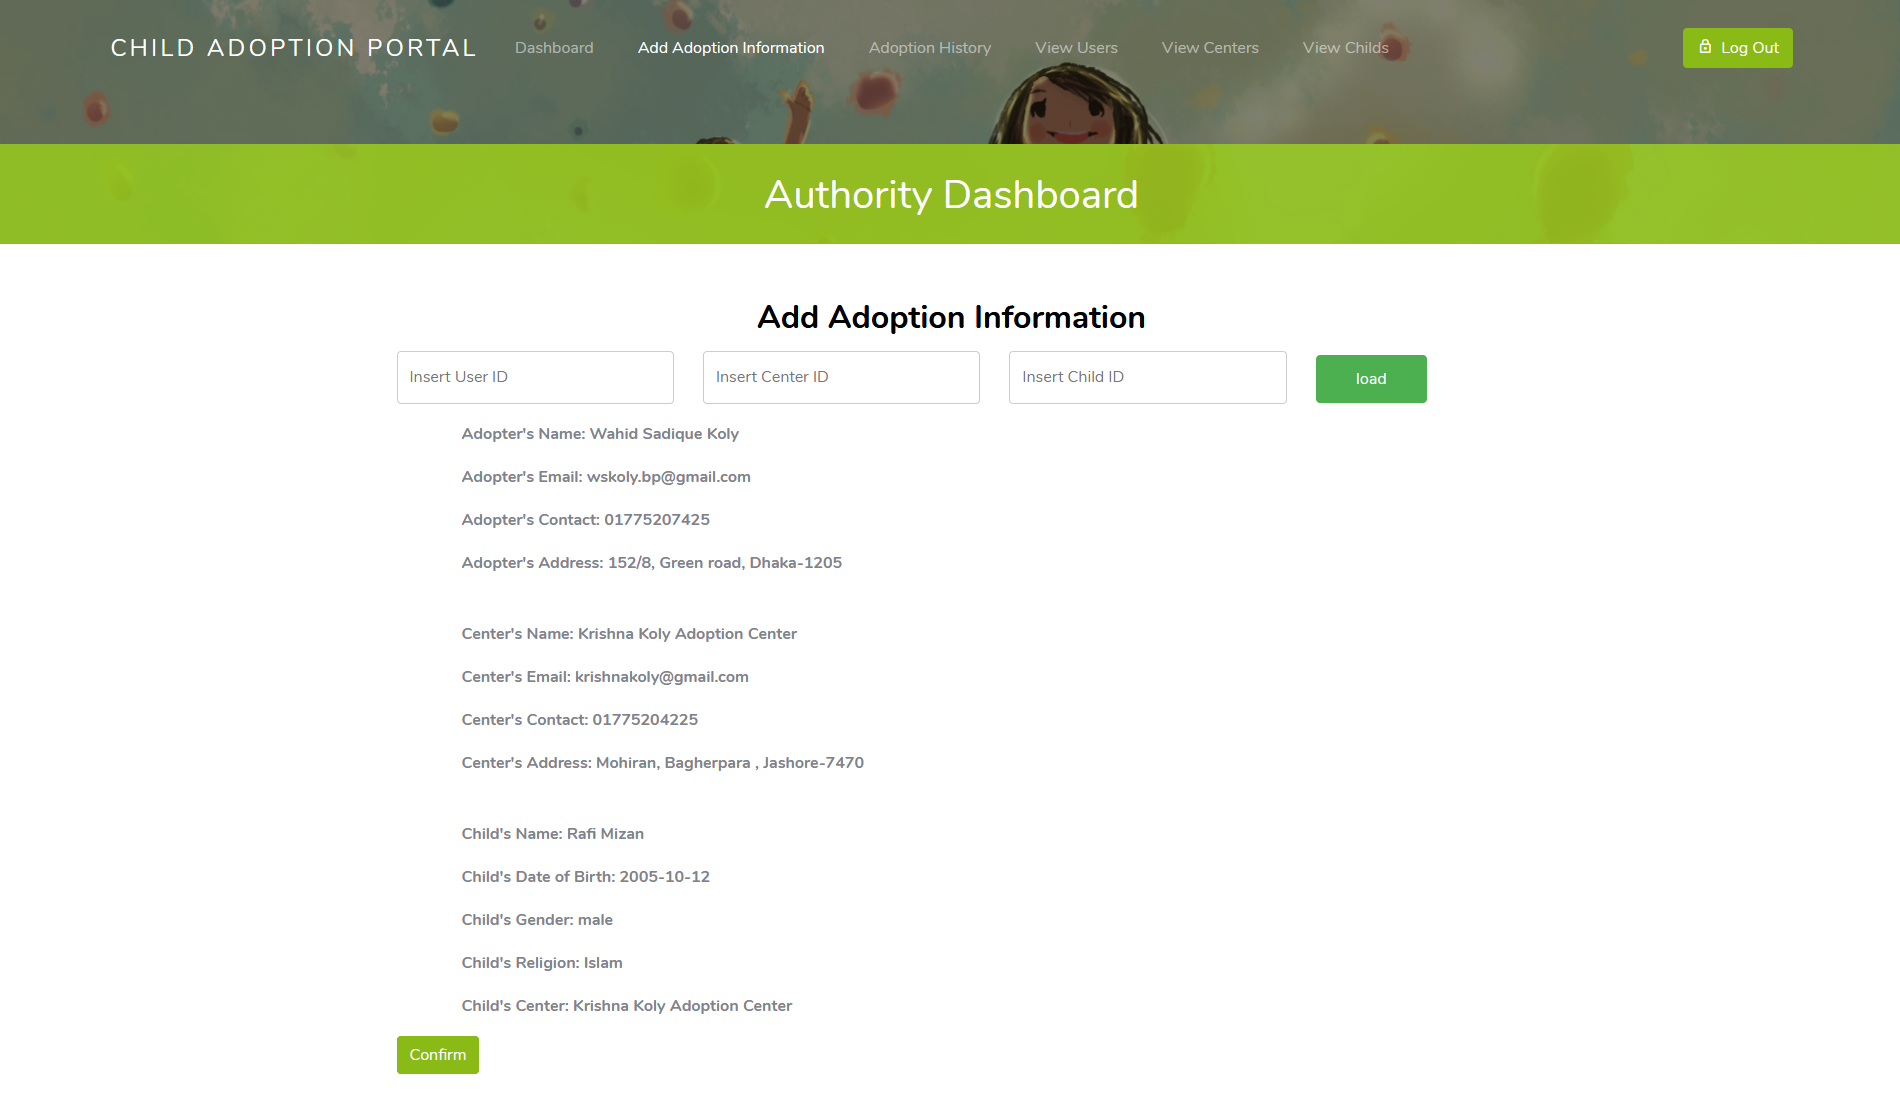 CHILD ADOPTION PORTAL Dashboard Add Adoption Information Adoption History View Users View Centers View Childs Log Out
Authority Dashboard
Add Adoption Information
Insert User ID Insert Center ID Insert Child ID load
Adopter's Name: Wahid Sadique Koly
Adopter's Email: wskoly.bp@gmail.com
Adopter's Contact: 01775207425
Adopter's Address: 152/8, Green road, Dhaka-1205
Center's Name: Krishna Koly Adoption Center
Center's Email: krishnakoly@gmail.com
Center's Contact: 01775204225
Center's Address: Mohiran, Bagherpara , Jashore-7470
Child's Name: Rafi Mizan
Child's Date of Birth: 2005-10-12
Child's Gender: male
Child's Religion: Islam
Child's Center: Krishna Koly Adoption Center
Confirm